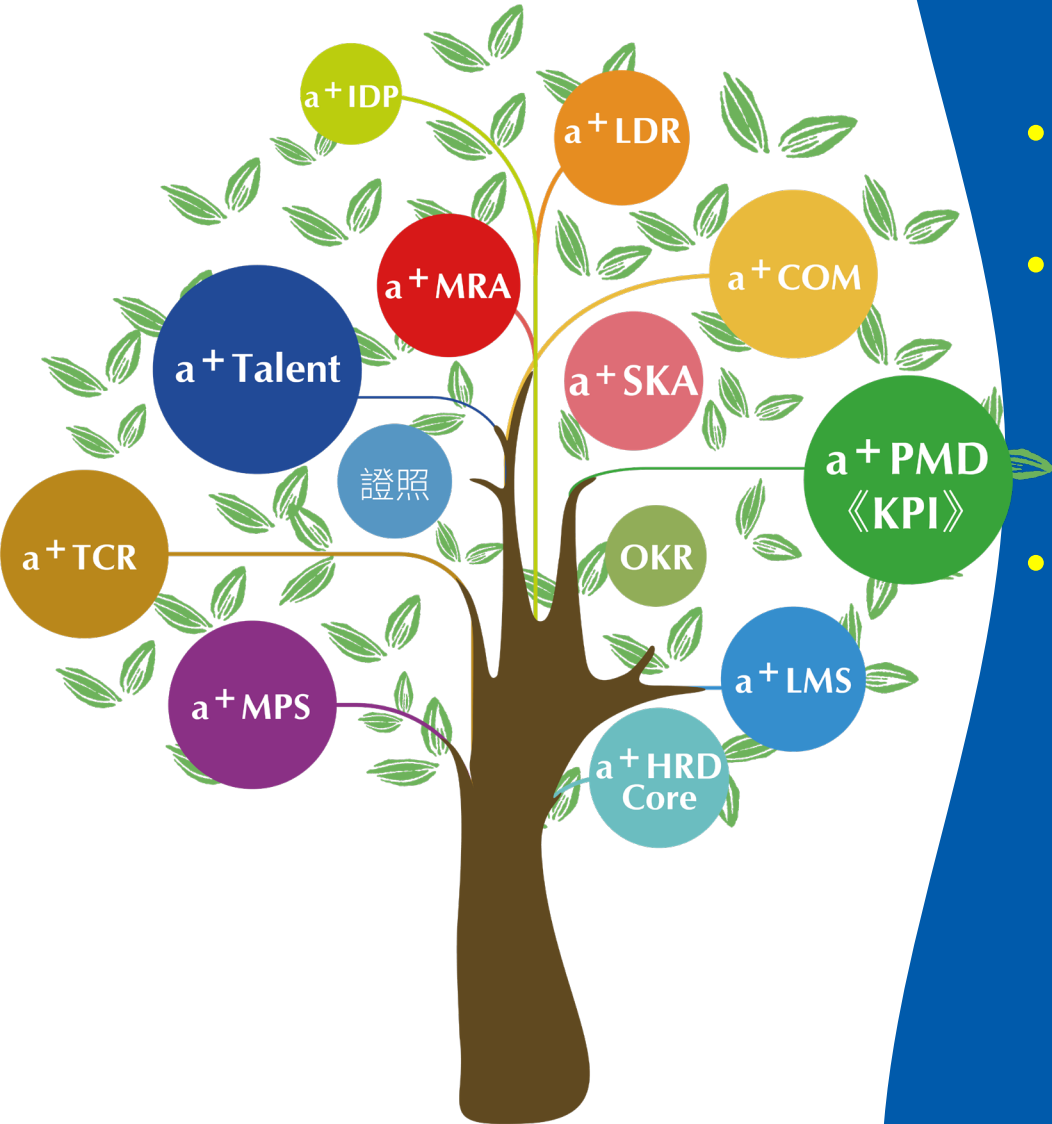 a+ IDP
a+ LDR
a+ MRA
a+ COM
a+ Talent
a+ SKA
a+ PMD
《KPI》
證照
a+ TCR
OKR
a+ MPS
a+ LMS
a+ HRD
Core